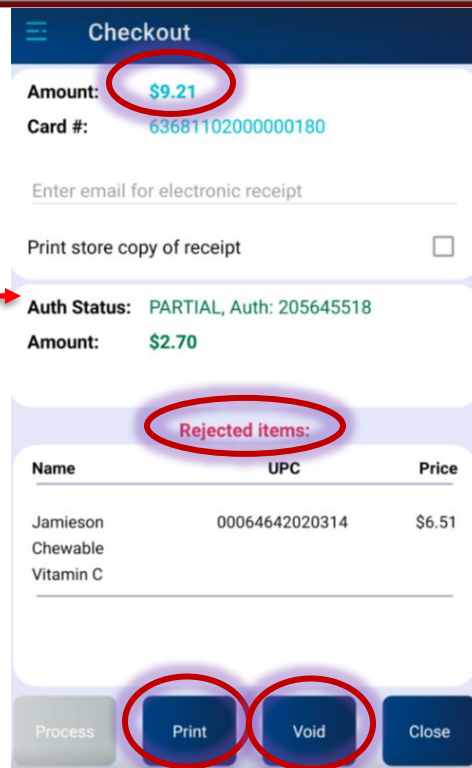 Checkout
Amount: $9.21
Card #: 63681102000000180
Enter email for electronic receipt
Print store copy of receipt
Auth Status: PARTIAL, Auth: 205645518
Amount: $2.70
Rejected items:
Name UPC Price
Jamieson 00064642020314 $6.51
Chewable
Vitamin C
Process Print Void Close